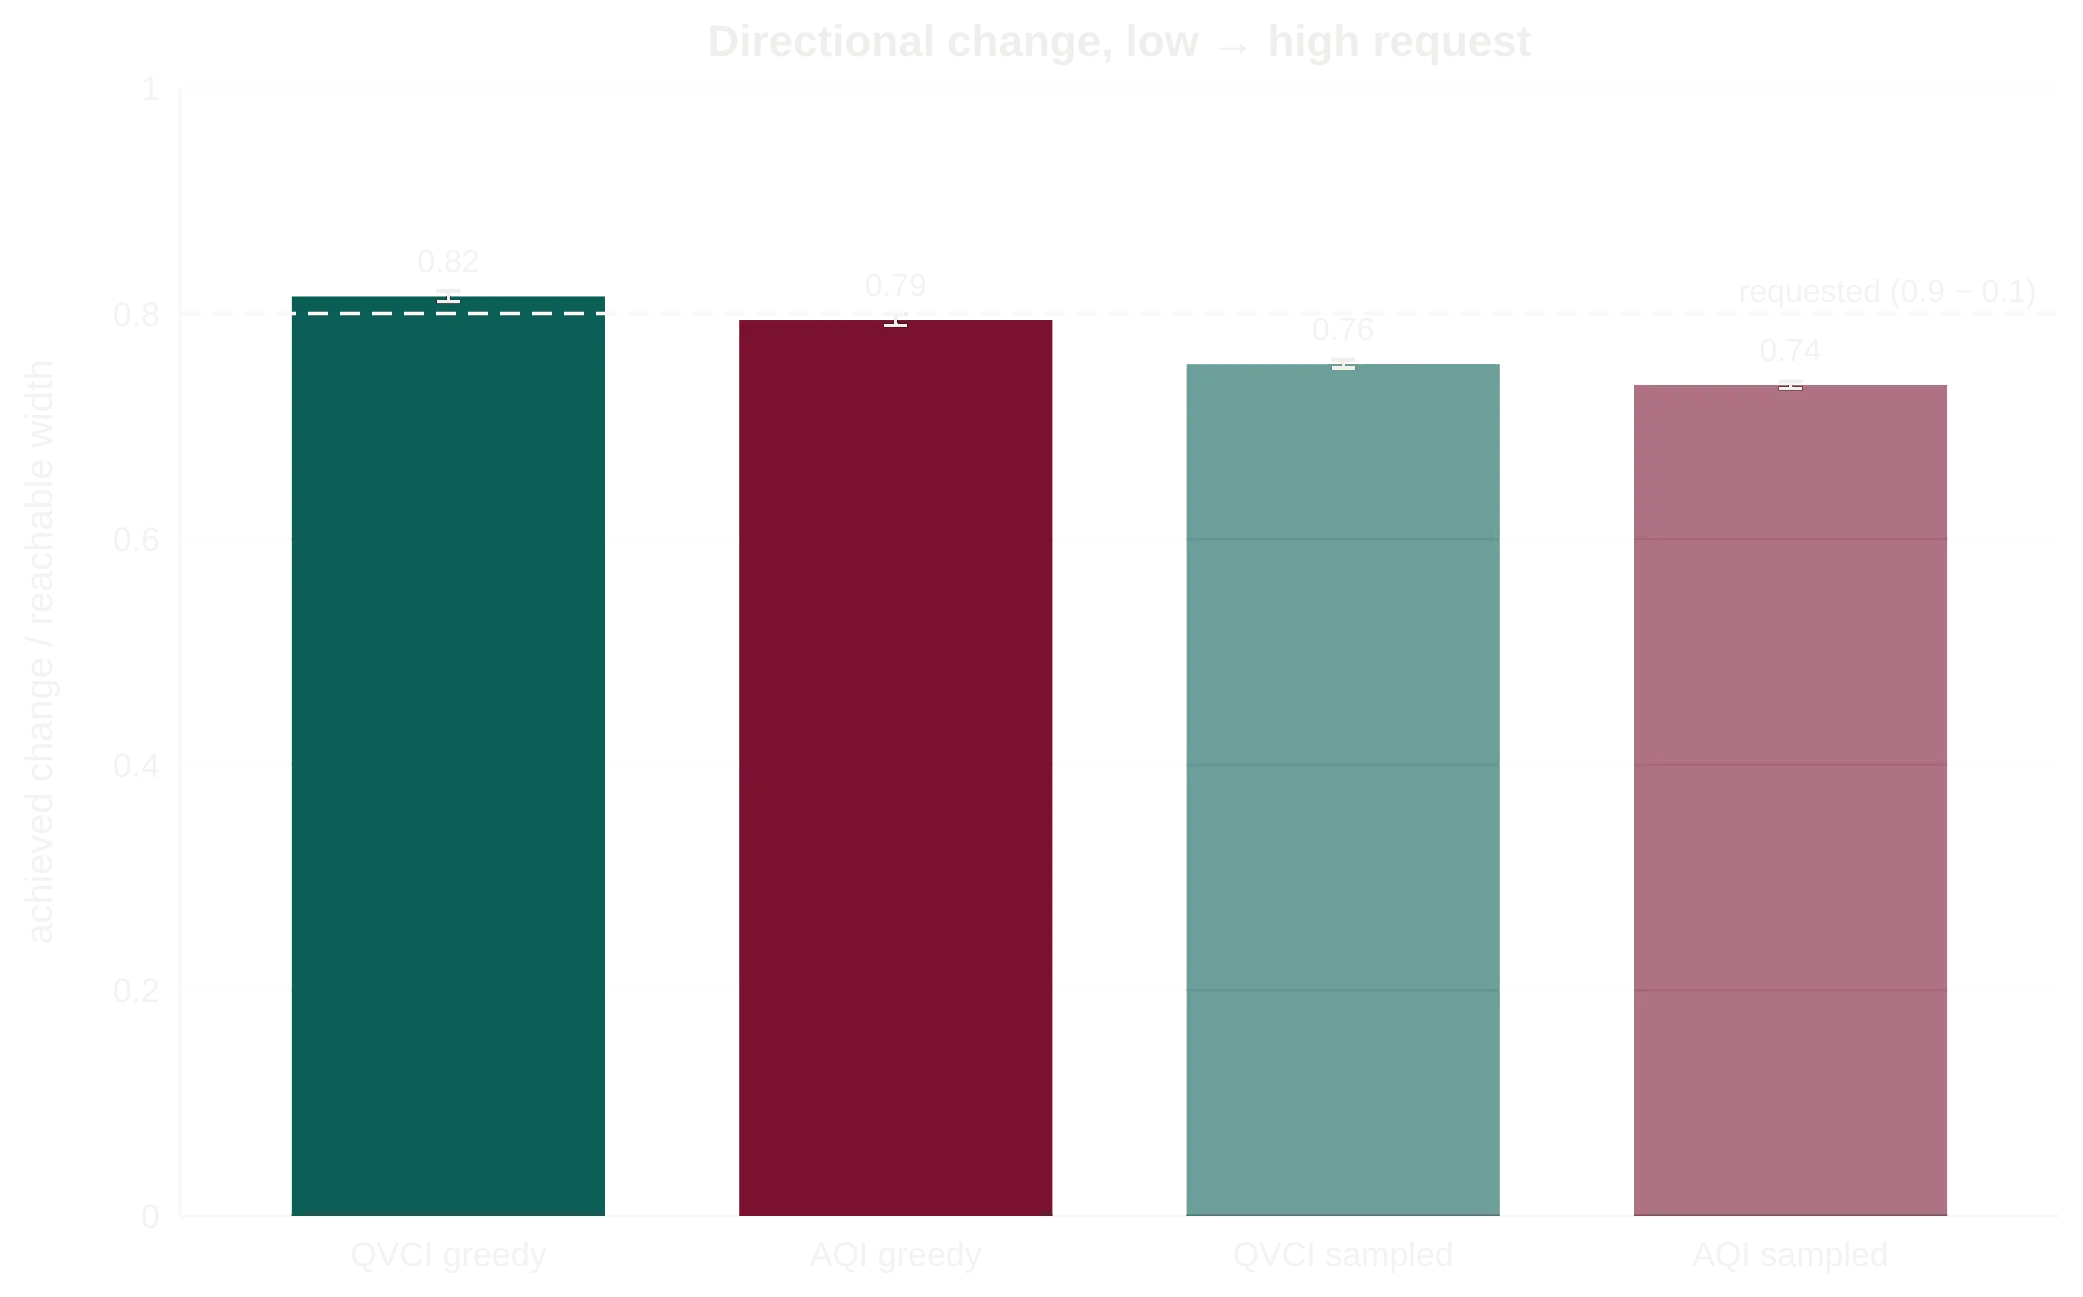 Directional change, low → high request
achieved change / reachable width
1
0.8
0.6
0.4
0.2
0
0.82
0.79
0.76
0.74
requested (0.9 − 0.1)
QVCI greedy
AQI greedy
QVCI sampled
AQI sampled